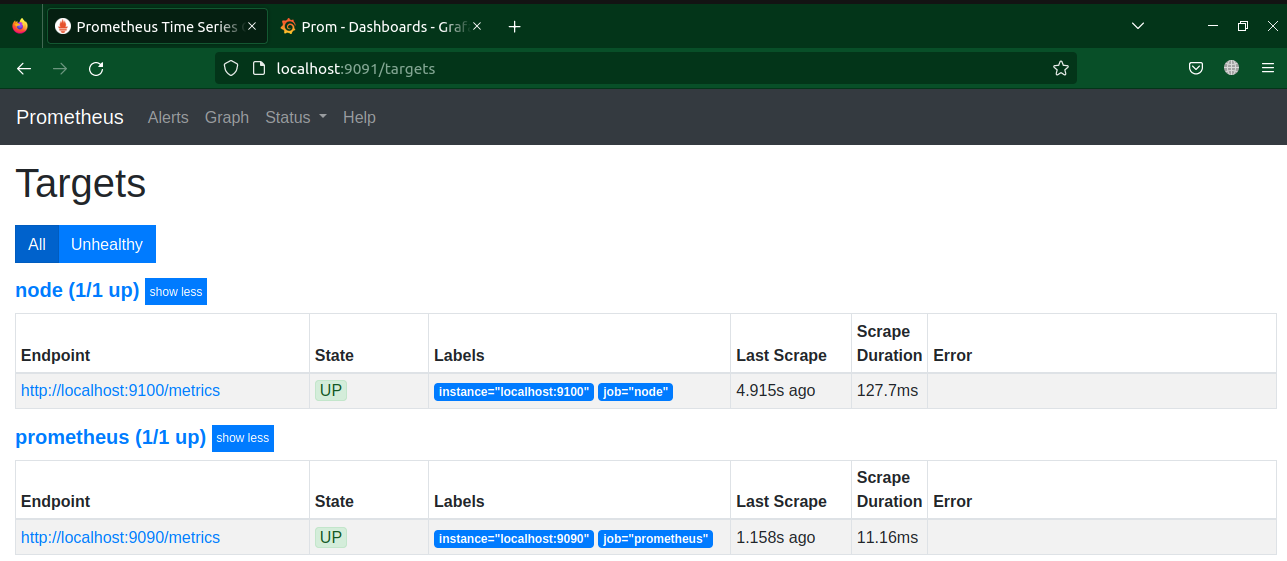 Prometheus Time Series
Prom - Dashboards - Graf
localhost:9091/targets
Prometheus Alerts Graph Status Help
Targets
All Unhealthy
node (1/1 up) show less
Endpoint State Labels Last Scrape Scrape Duration Error
http://localhost:9100/metrics UP instance="localhost:9100" job="node" 4.915s ago 127.7ms
prometheus (1/1 up) show less
Endpoint State Labels Last Scrape Scrape Duration Error
http://localhost:9090/metrics UP instance="localhost:9090" job="prometheus" 1.158s ago 11.16ms